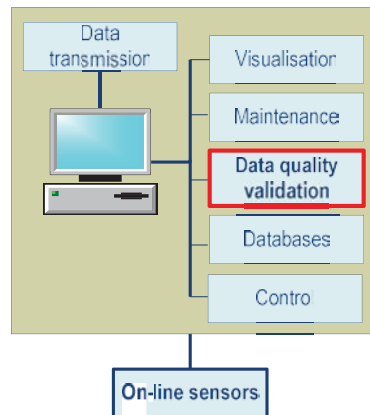 Data
transmission
Visualisation
Maintenance
Data quality
validation
Databases
Control
On-line sensors